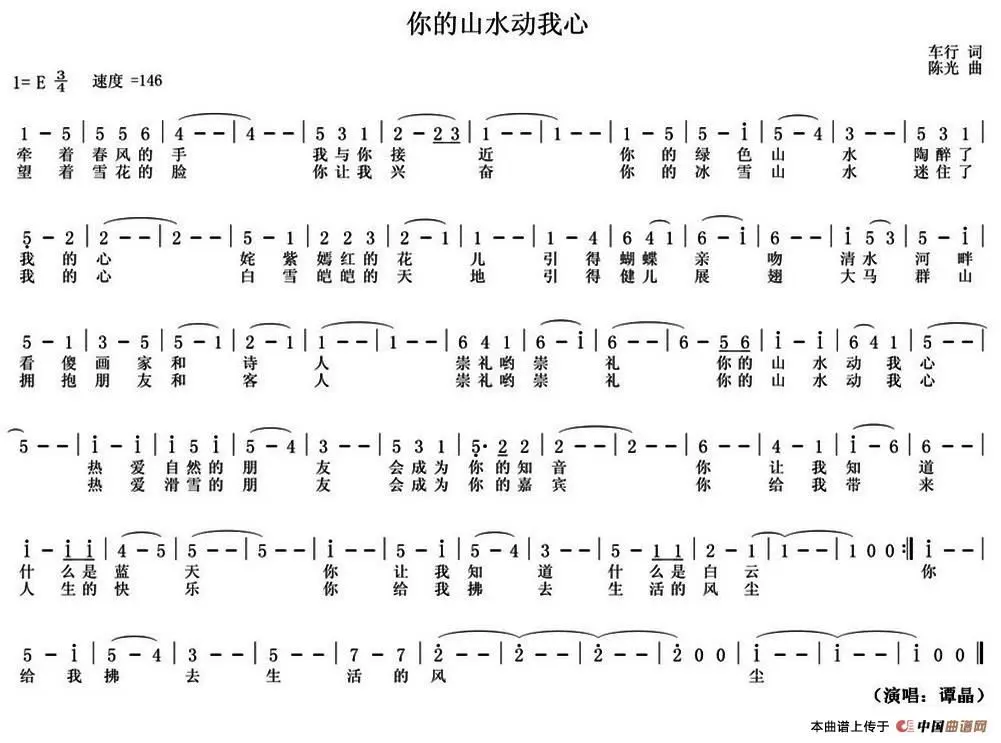 你的山水动我心
车行 词
陈光 曲
1= E 3/4 速度 =146
1 - 5 | 5 5 6 | 4 - - | 4 - - | 5 3 1 | 2 - 2 3 | 1 - - | 1 - - | 1 - 5 | 5 - i | 5 - 4 | 3 - - | 5 3 1 |
牵 着 春 风 的 手 我 与 你 接 近 你 的 绿 色 山 水 陶 醉 了
望 着 雪 花 的 脸 你 让 我 兴 奋 你 的 冰 雪 山 水 迷 住 了
5 - 2 | 2 - - | 2 - - | 5 - 1 | 2 2 3 | 2 - 1 | 1 - - | 1 - 4 | 6 4 1 | 6 - i | 6 - - | i 5 3 | 5 - i |
我 的 心 姹 紫 嫣 红 的 花 儿 引 得 蝴 蝶 亲 吻 清 水 河 畔
我 的 心 白 雪 皑 皑 的 天 地 引 得 健 儿 展 翅 大 马 群 山
5 - 1 | 3 - 5 | 5 - 1 | 2 - 1 | 1 - - | 1 - - | 6 4 1 | 6 - i | 6 - - | 6 - 5 6 | i - i | 6 4 1 | 5 - - |
看 傻 画 家 和 诗 人 崇 礼 哟 崇 礼 你 的 山 水 动 我 心
拥 抱 朋 友 和 客 人 崇 礼 哟 崇 礼 你 的 山 水 动 我 心
5 - - | i - i | i 5 i | 5 - 4 | 3 - - | 5 3 1 | 5 · 2 2 | 2 - - | 2 - - | 6 - - | 4 - 1 | i - 6 | 6 - - |
热 爱 自 然 的 朋 友 会 成 为 你 的 知 音 你 让 我 知 道
热 爱 滑 雪 的 朋 友 会 成 为 你 的 嘉 宾 你 给 我 带 来
i - i i | 4 - 5 | 5 - - | 5 - - | i - - | 5 - i | 5 - 4 | 3 - - | 5 - 1 1 | 2 - 1 | 1 - - | 1 0 0 :‖ i - - |
什 么 是 蓝 天 你 让 我 知 道 什 么 是 白 云 你
人 生 的 快 乐 你 给 我 拂 去 生 活 的 风 尘
5 - i | 5 - 4 | 3 - - | 5 - - | 7 - 7 | 2 - - | 2 - - | 2 - - | 2 0 0 | i - - | i - - | i 0 0 ‖
给 我 拂 去 生 活 的 风 尘
（演唱：谭晶）
本曲谱上传于 中国曲谱网